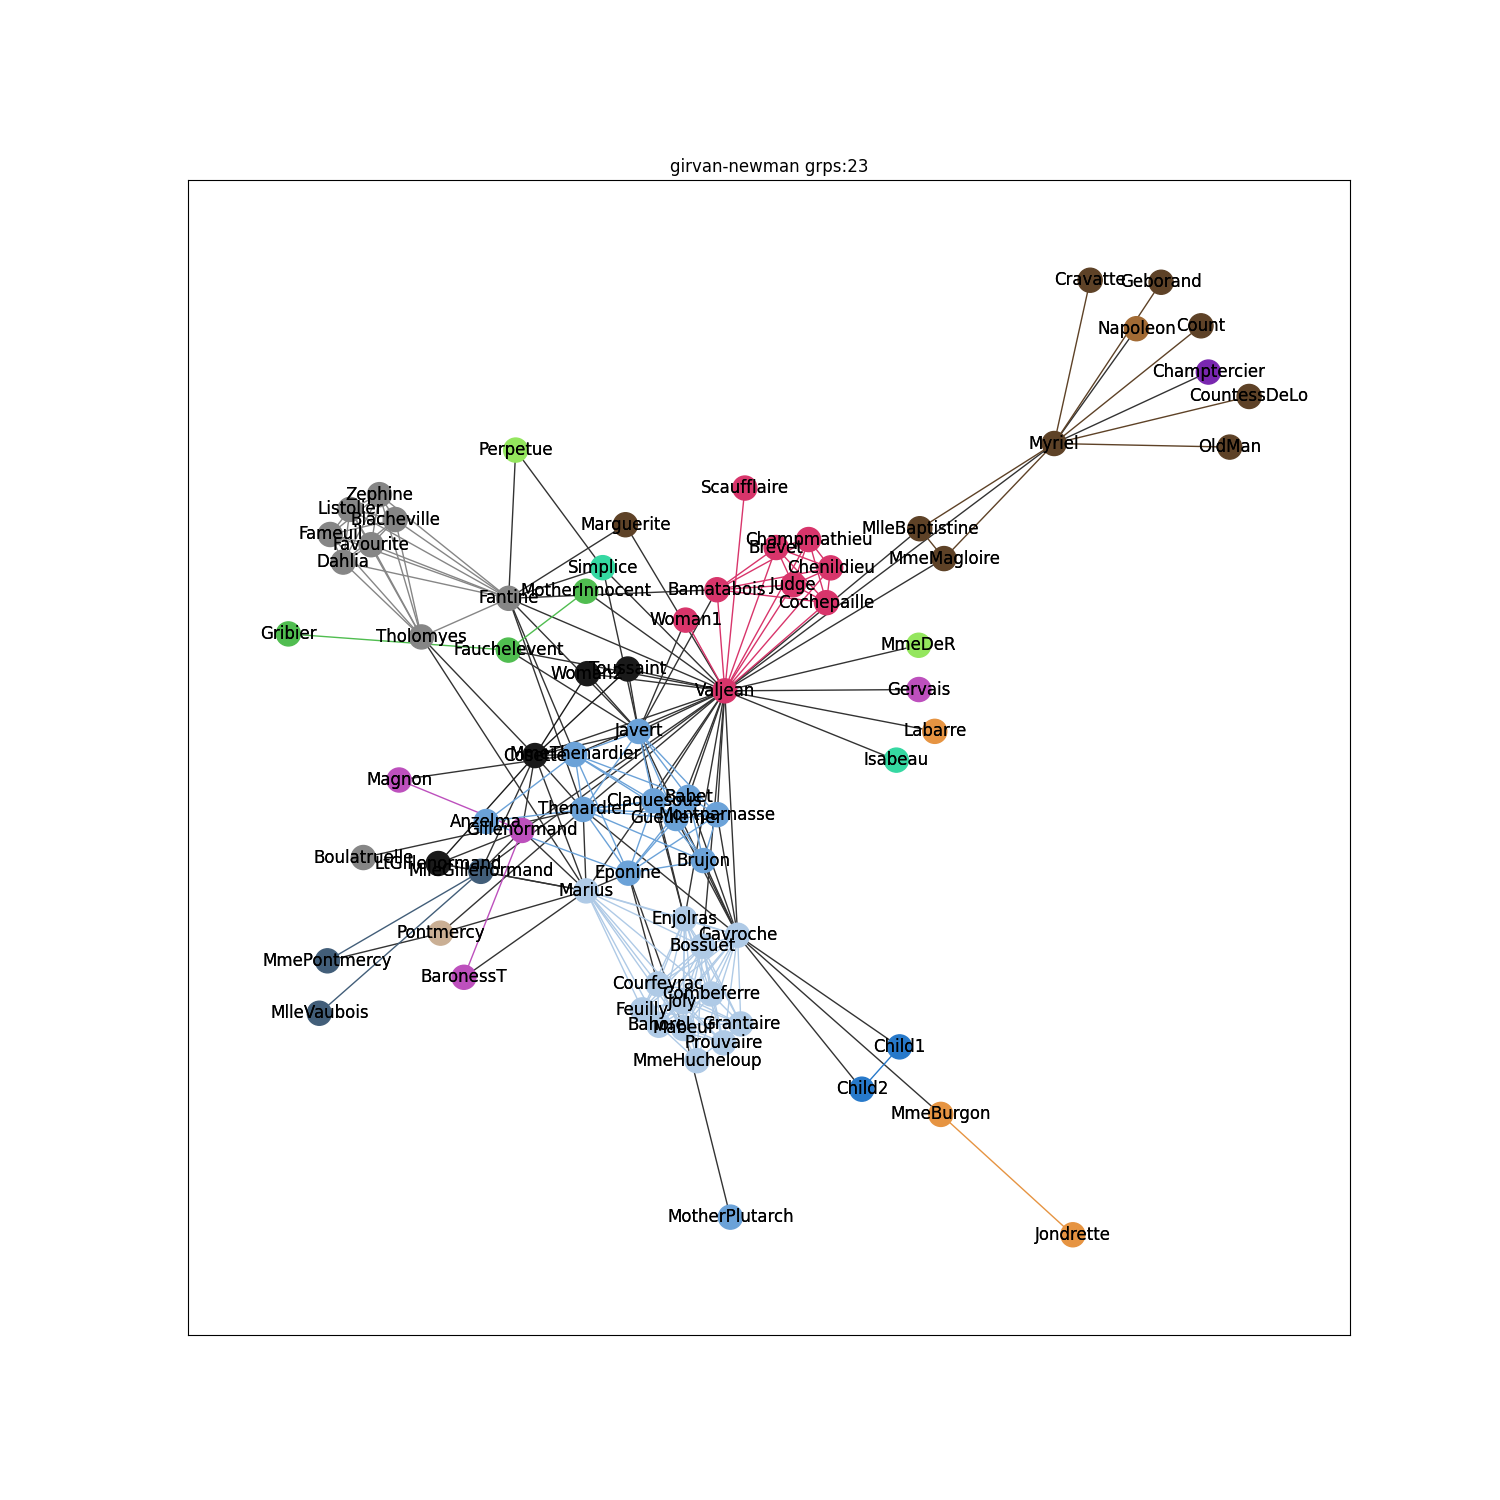 girvan-newman grps:23
Cravatte
Geborand
Napoleon
Count
Champtercier
CountessDeLo
Myriel
OldMan
Perpetue
Scaufflaire
Zephine
Listolier
Blacheville
Marguerite
MlleBaptistine
Fameuil
Favourite
Champmathieu
Brevet
MmeMagloire
Dahlia
Simplice
Chenildieu
Judge
MotherInnocent
Bamatabois
Fantine
Cochepaille
Woman1
Gribier
Tholomyes
Fauchelevent
MmeDeR
Toussaint
Woman2
Valjean
Gervais
Javert
Labarre
MmeThenardier
Cosette
Isabeau
Magnon
Babet
Claquesous
Thenardier
Montparnasse
Gueulemer
Anzelma
Gillenormand
Boulatruelle
LtGillenormand
Brujon
MlleGillenormand
Eponine
Marius
Enjolras
Pontmercy
Gavroche
Bossuet
MmePontmercy
BaronessT
Courfeyrac
Combeferre
Joly
Feuilly
MlleVaubois
Bahorel
Mabeuf
Grantaire
Prouvaire
Child1
MmeHucheloup
Child2
MmeBurgon
MotherPlutarch
Jondrette